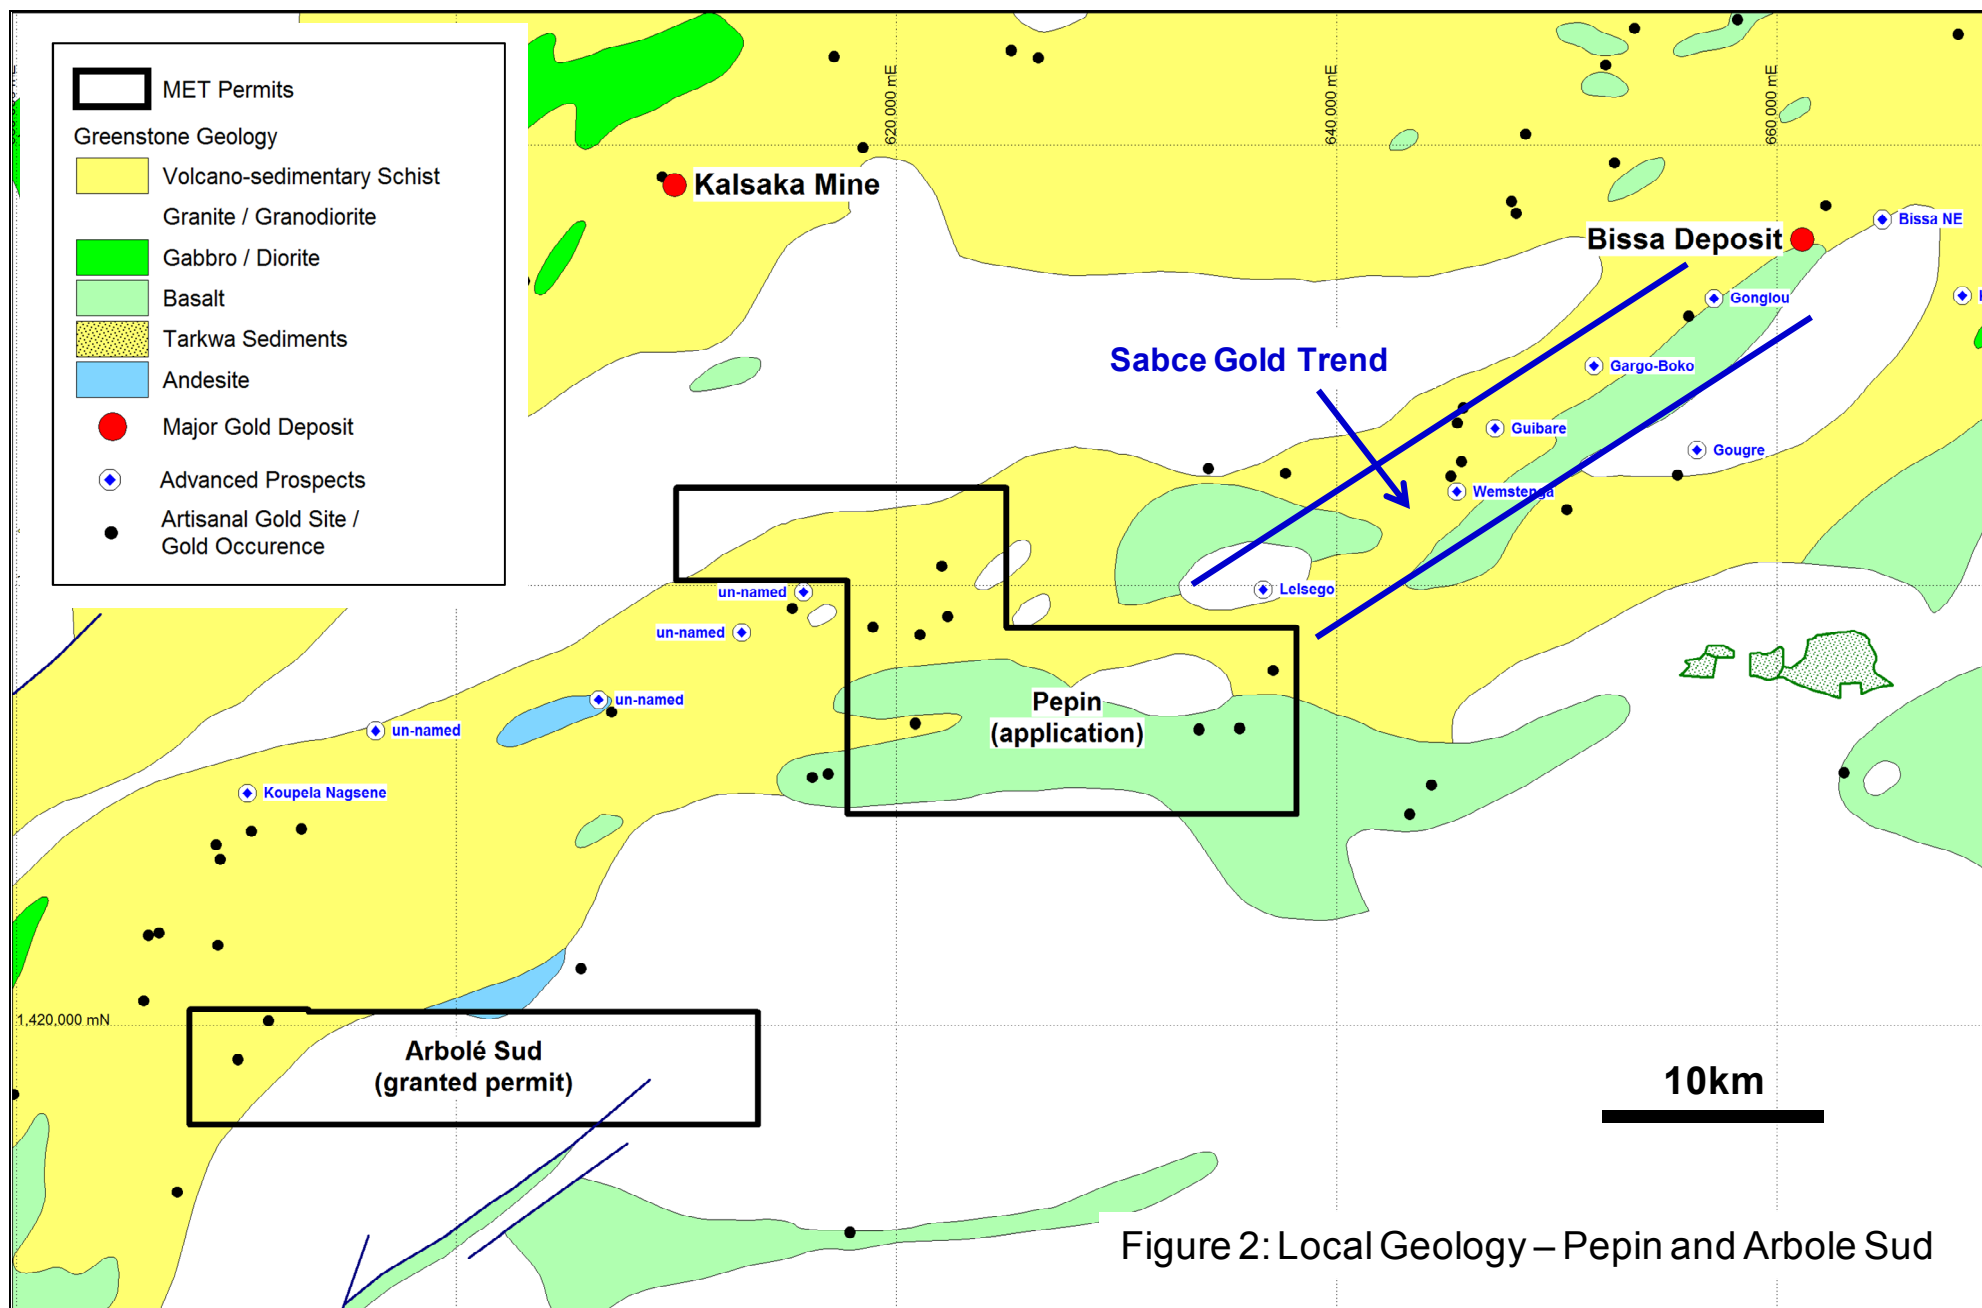 MET Permits
Greenstone Geology
Volcano-sedimentary Schist
Granite / Granodiorite
Gabbro / Diorite
Basalt
Tarkwa Sediments
Andesite
Major Gold Deposit
Advanced Prospects
Artisanal Gold Site /
Gold Occurence
620,000 mE
640,000 mE
660,000 mE
Kalsaka Mine
Bissa NE
Bissa Deposit
Gonglou
Sabce Gold Trend
Gargo-Boko
Guibare
Gougre
Wemstenga
un-named
Lelsego
un-named
un-named
un-named
Pepin
(application)
Koupela Nagsene
1,420,000 mN
Arbolé Sud
(granted permit)
10km
Figure 2: Local Geology – Pepin and Arbole Sud